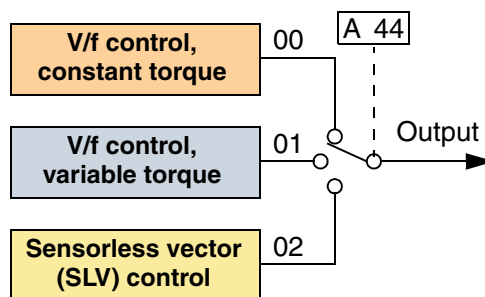 V/f control,
constant torque
00
A 44
V/f control,
variable torque
01
Output
Sensorless vector
(SLV) control
02